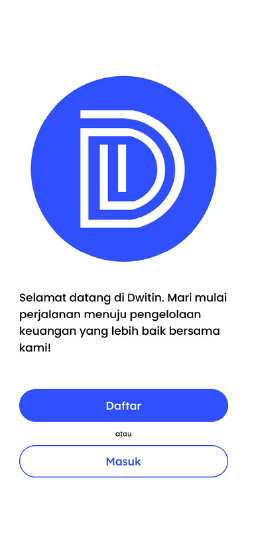 Selamat datang di Dwitin. Mari mulai
perjalanan menuju pengelolaan
keuangan yang lebih baik bersama
kami!
Daftar
atau
Masuk